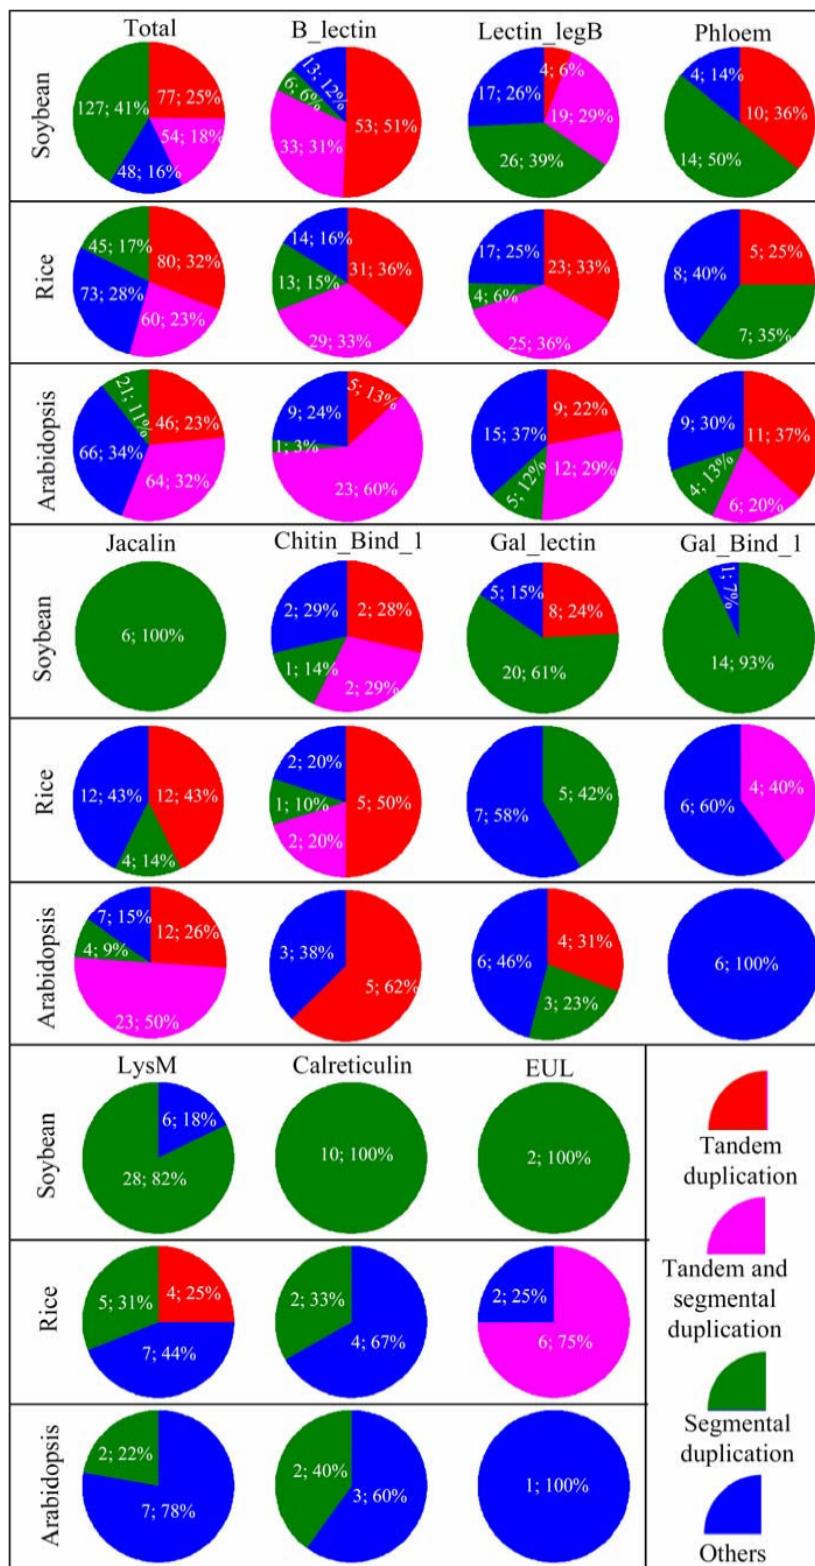 Total B_lectin Lectin_legB Phloem
Soybean
127; 41% 77; 25% 54; 18% 48; 16%
13; 12% 6; 6% 33; 31% 53; 51%
4; 6% 17; 26% 19; 29% 26; 39%
4; 14% 10; 36% 14; 50%
Rice
45; 17% 80; 32% 73; 28% 60; 23%
14; 16% 31; 36% 13; 15% 29; 33%
17; 25% 23; 33% 4; 6% 25; 36%
5; 25% 8; 40% 7; 35%
Arabidopsis
21; 11% 46; 23% 66; 34% 64; 32%
5; 13% 9; 24% 1; 3% 23; 60%
9; 22% 15; 37% 5; 12% 12; 29%
9; 30% 11; 37% 4; 13% 6; 20%
Jacalin Chitin_Bind_1 Gal_lectin Gal_Bind_1
Soybean
6; 100%
2; 29% 2; 28% 1; 14% 2; 29%
5; 15% 8; 24% 20; 61%
1; 7% 14; 93%
Rice
12; 43% 12; 43% 4; 14%
2; 20% 1; 10% 5; 50% 2; 20%
5; 42% 7; 58%
4; 40% 6; 60%
Arabidopsis
7; 15% 12; 26% 4; 9% 23; 50%
3; 38% 5; 62%
4; 31% 6; 46% 3; 23%
6; 100%
LysM Calreticulin EUL
Soybean
6; 18% 28; 82%
10; 100%
2; 100%
Rice
5; 31% 4; 25% 7; 44%
2; 33% 4; 67%
2; 25% 6; 75%
Arabidopsis
2; 22% 7; 78%
2; 40% 3; 60%
1; 100%
Tandem
duplication
Tandem and
segmental
duplication
Segmental
duplication
Others